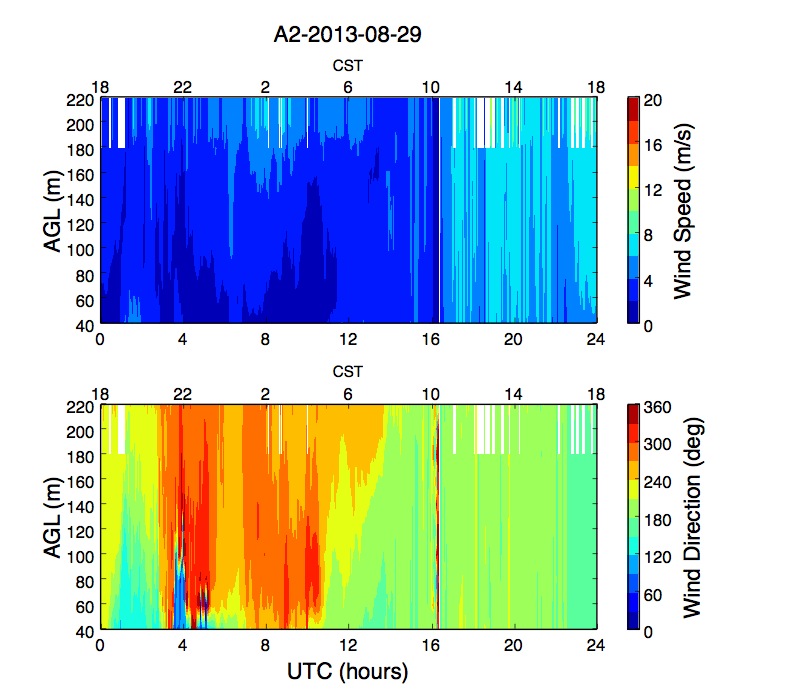 A2-2013-08-29
CST
18 22 2 6 10 14 18
220
200
180
160
140
120
100
80
60
40
AGL (m)
0 4 8 12 16 20 24
20
16
12
8
4
0
Wind Speed (m/s)
CST
18 22 2 6 10 14 18
220
200
180
160
140
120
100
80
60
40
AGL (m)
0 4 8 12 16 20 24
UTC (hours)
360
300
240
180
120
60
0
Wind Direction (deg)